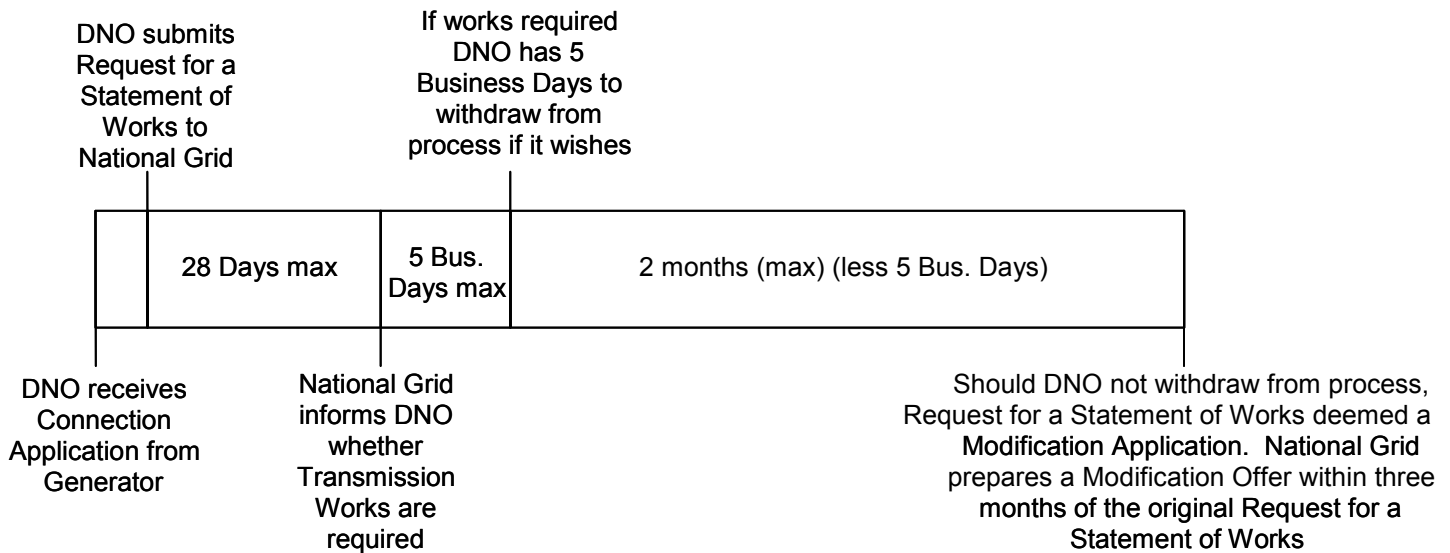 DNO submits
Request for a
Statement of
Works to
National Grid
If works required
DNO has 5
Business Days to
withdraw from
process if it wishes
28 Days max
5 Bus.
Days max
2 months (max) (less 5 Bus. Days)
DNO receives
Connection
Application from
Generator
National Grid
informs DNO
whether
Transmission
Works are
required
Should DNO not withdraw from process,
Request for a Statement of Works deemed a
Modification Application.  National Grid
prepares a Modification Offer within three
months of the original Request for a
Statement of Works